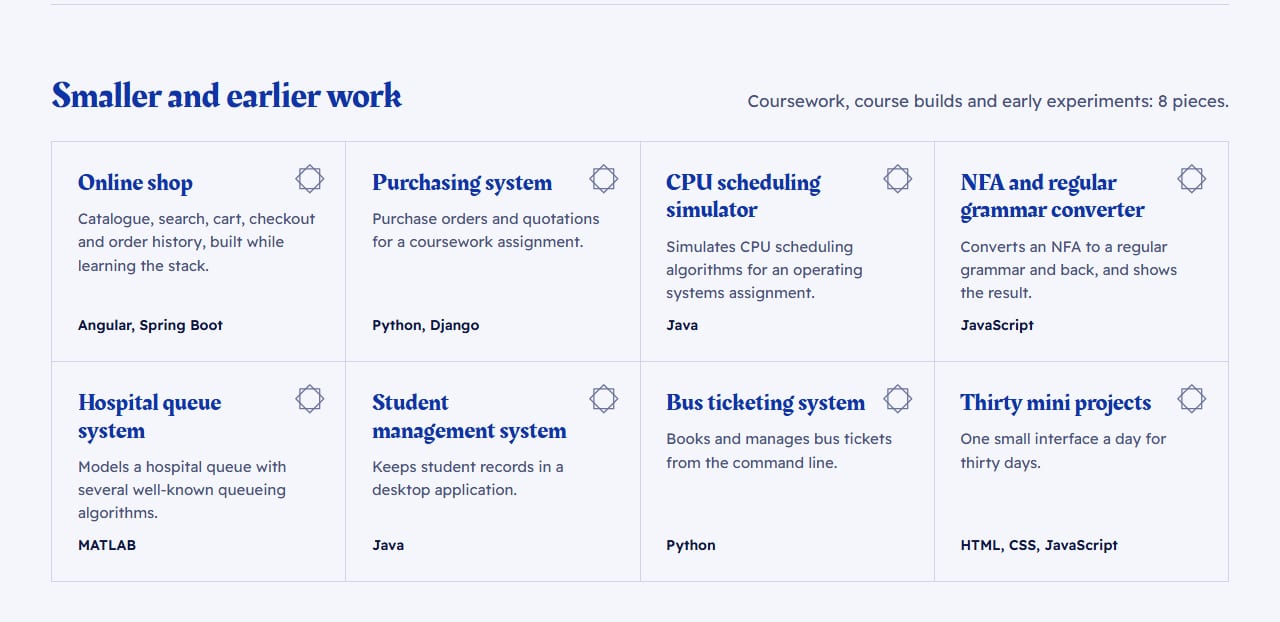 Smaller and earlier work
Coursework, course builds and early experiments: 8 pieces.
Online shop
Catalogue, search, cart, checkout
and order history, built while
learning the stack.
Angular, Spring Boot
Purchasing system
Purchase orders and quotations
for a coursework assignment.
Python, Django
CPU scheduling
simulator
Simulates CPU scheduling
algorithms for an operating
systems assignment.
Java
NFA and regular
grammar converter
Converts an NFA to a regular
grammar and back, and shows
the result.
JavaScript
Hospital queue
system
Models a hospital queue with
several well-known queueing
algorithms.
MATLAB
Student
management system
Keeps student records in a
desktop application.
Java
Bus ticketing system
Books and manages bus tickets
from the command line.
Python
Thirty mini projects
One small interface a day for
thirty days.
HTML, CSS, JavaScript